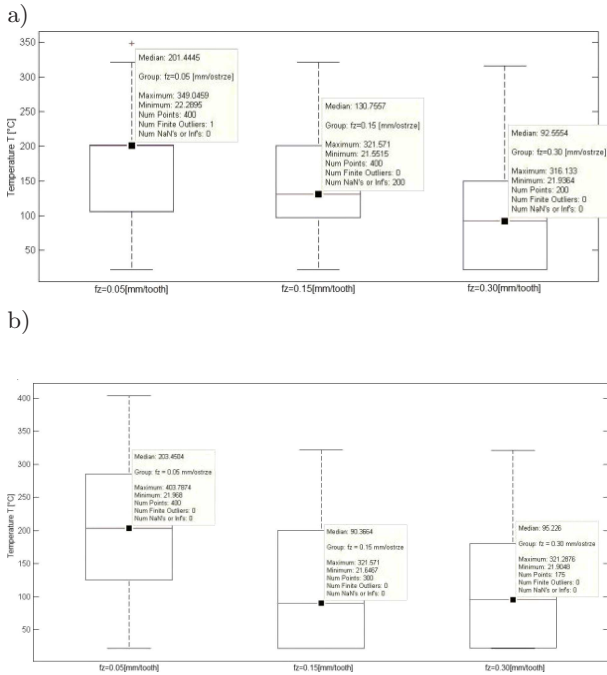 a)
350
300
250
200
150
100
50
Temperature T [°C]
+
Median: 201.4445
Group: fz=0.05 [mm/ostrze]
Maximum: 349.0459
Minimum: 22.2895
Num Points: 400
Num Finite Outliers: 1
Num NaN's or Infs: 0
Median: 130.7557
Group: fz=0.15 [mm/ostrze]
Maximum: 321.571
Minimum: 21.5515
Num Points: 400
Num Finite Outliers: 0
Num NaN's or Infs: 200
Median: 92.5554
Group: fz=0.30 [mm/ostrze]
Maximum: 316.133
Minimum: 21.9364
Num Points: 200
Num Finite Outliers: 0
Num NaN's or Infs: 0
fz=0.05[mm/tooth]
fz=0.15[mm/tooth]
fz=0.30[mm/tooth]
b)
400
350
300
250
200
150
100
50
Temperature T [°C]
Median: 203.4504
Group: fz = 0.05 mm/ostrze
Maximum: 403.7874
Minimum: 21.968
Num Points: 400
Num Finite Outliers: 0
Num NaN's or Infs: 0
Median: 90.3664
Group: fz = 0.15 mm/ostrze
Maximum: 321.571
Minimum: 21.6467
Num Points: 300
Num Finite Outliers: 0
Num NaN's or Infs: 0
Median: 95.226
Group: fz = 0.30 mm/ostrze
Maximum: 321.2876
Minimum: 21.9048
Num Points: 175
Num Finite Outliers: 0
Num NaN's or Infs: 0
fz=0.05[mm/tooth]
fz=0.15[mm/tooth]
fz=0.30[mm/tooth]